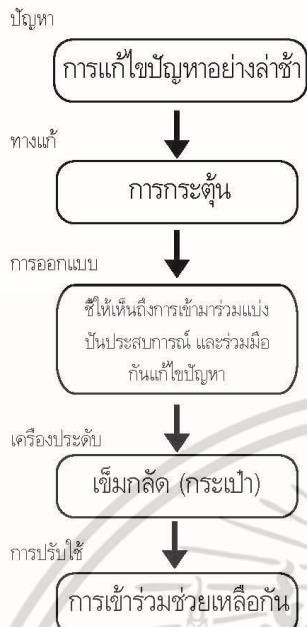 ปัญหา
การแก้ไขปัญหาอย่างล่าช้า
ทางแก้
การกระตุ้น
การออกแบบ
ชี้ให้เห็นถึงการเข้ามาร่วมแบ่ง
ปันประสบการณ์ และร่วมมือ
กันแก้ไขปัญหา
เครื่องประดับ
เข็มกลัด (กระเป๋า)
การปรับใช้
การเข้าร่วมช่วยเหลือกัน